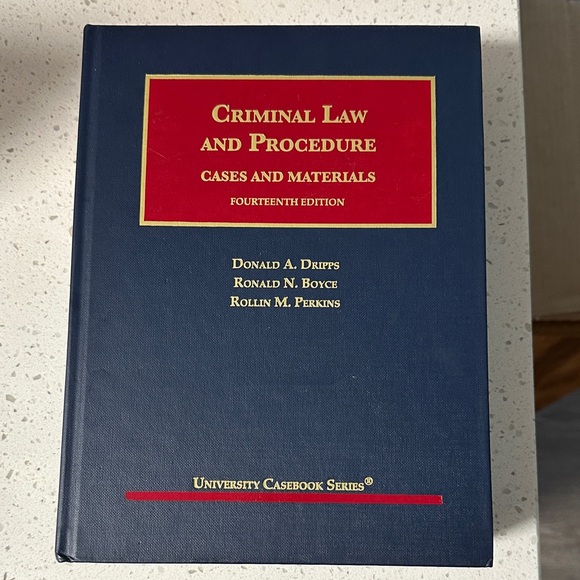 Criminal Law
and Procedure
Cases and Materials
Fourteenth Edition
Donald A. Dripps
Ronald N. Boyce
Rollin M. Perkins
University Casebook Series®